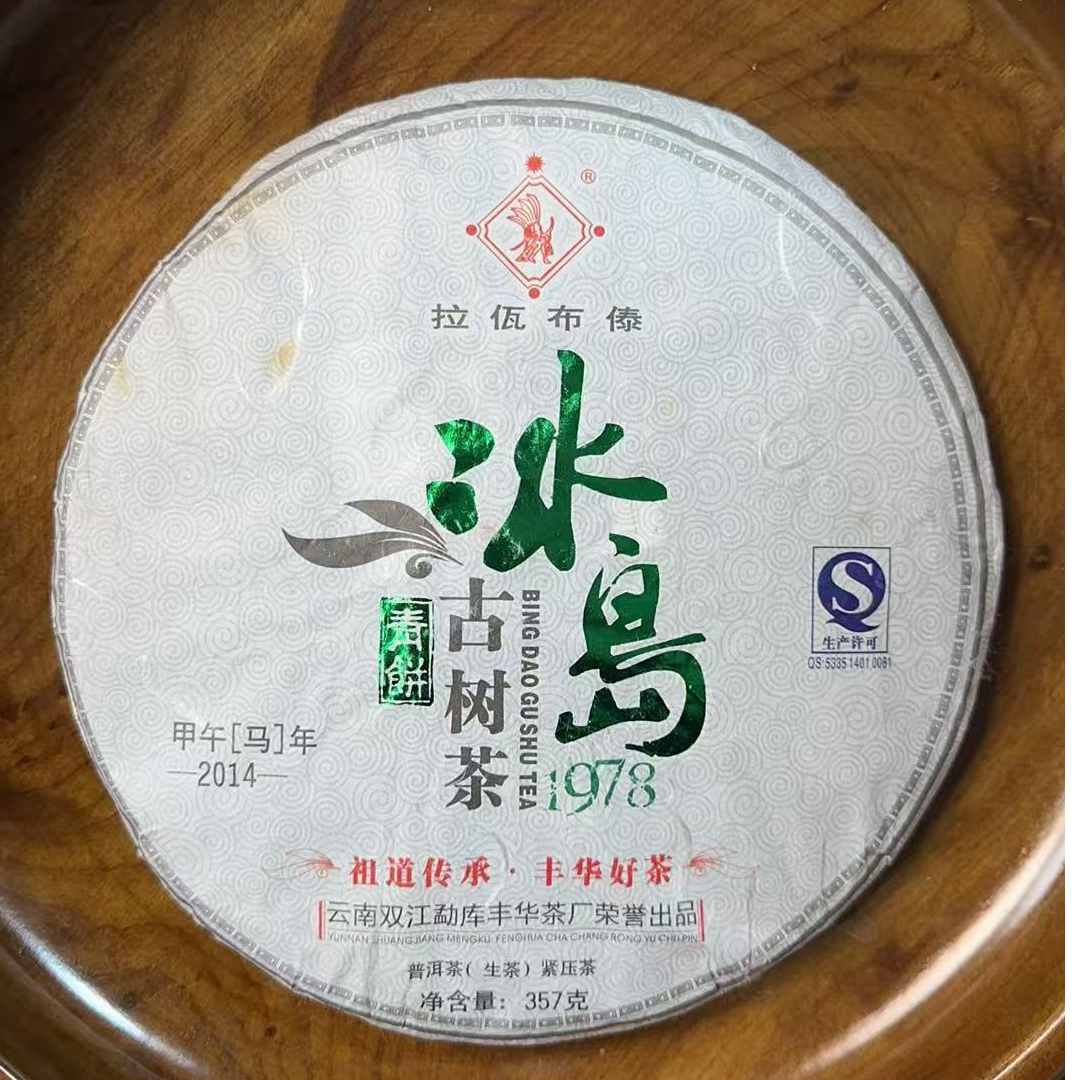 ®
拉佤布傣
冰岛
青餅
古树茶
BING DAO GU SHU TEA
1978
S
生产许可
QS: 5335 1401 0081
甲午[马]年
—2014—
祖道传承·丰华好茶
云南双江勐库丰华茶厂荣誉出品
YUNNAN SHUANGJIANG MENGKU FENGHUA CHA CHANG RONG YU CHU PIN
普洱茶(生茶)紧压茶
净含量：357克